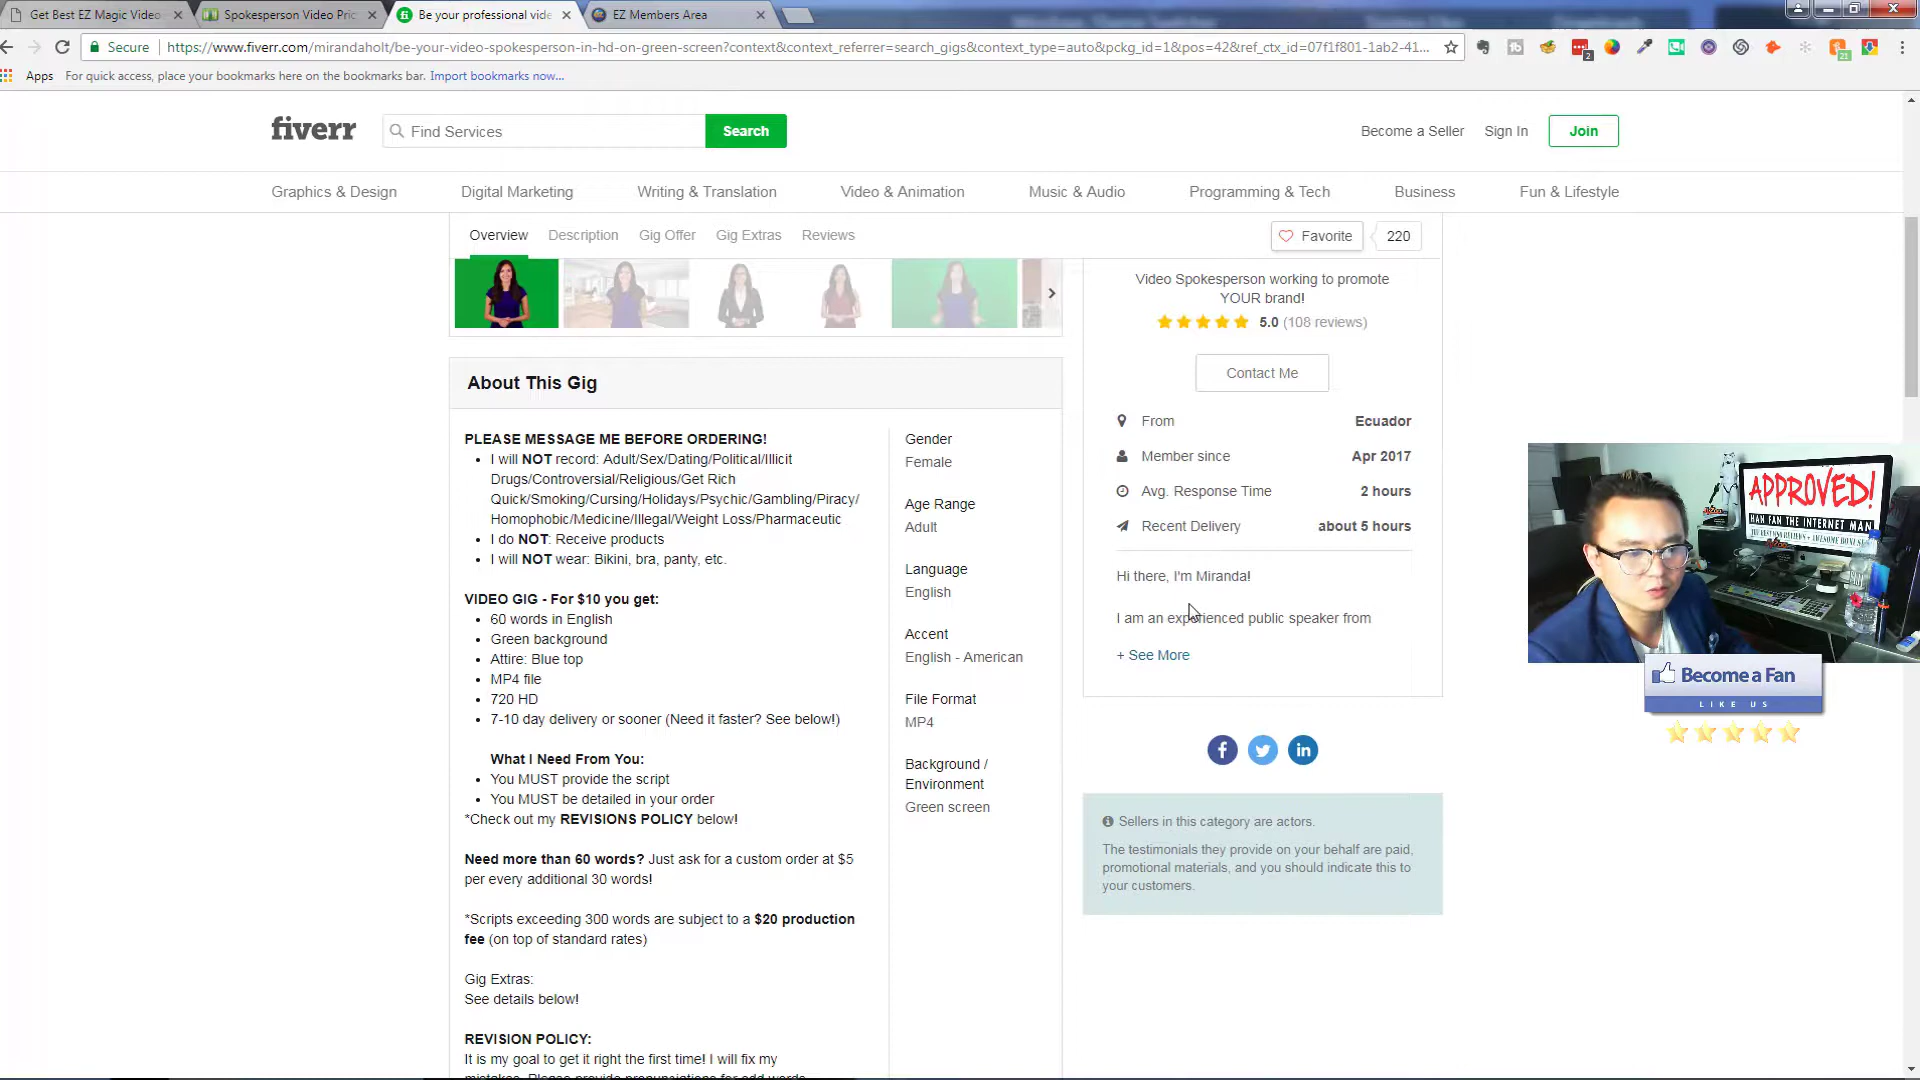 Get Best EZ Magic Video
Spokesperson Video Pric
Be your professional vide
EZ Members Area
Secure
https://www.fiverr.com/mirandaholt/be-your-video-spokesperson-in-hd-on-green-screen?context&context_referrer=search_gigs&context_type=auto&pckg_id=1&pos=42&ref_ctx_id=07f1f801-1ab2-41...
Apps
For quick access, place your bookmarks here on the bookmarks bar. Import bookmarks now...
fiverr
Find Services
Search
Become a Seller
Sign In
Join
Graphics & Design
Digital Marketing
Writing & Translation
Video & Animation
Music & Audio
Programming & Tech
Business
Fun & Lifestyle
Overview
Description
Gig Offer
Gig Extras
Reviews
Favorite
220
About This Gig
PLEASE MESSAGE ME BEFORE ORDERING!
• I will NOT record: Adult/Sex/Dating/Political/Illicit
Drugs/Controversial/Religious/Get Rich
Quick/Smoking/Cursing/Holidays/Psychic/Gambling/Piracy/
Homophobic/Medicine/Illegal/Weight Loss/Pharmaceutic
• I do NOT: Receive products
• I will NOT wear: Bikini, bra, panty, etc.
VIDEO GIG - For $10 you get:
• 60 words in English
• Green background
• Attire: Blue top
• MP4 file
• 720 HD
• 7-10 day delivery or sooner (Need it faster? See below!)
What I Need From You:
• You MUST provide the script
• You MUST be detailed in your order
*Check out my REVISIONS POLICY below!
Need more than 60 words? Just ask for a custom order at $5
per every additional 30 words!
*Scripts exceeding 300 words are subject to a $20 production
fee (on top of standard rates)
Gig Extras:
See details below!
REVISION POLICY:
It is my goal to get it right the first time! I will fix my
Gender
Female
Age Range
Adult
Language
English
Accent
English - American
File Format
MP4
Background /
Environment
Green screen
Video Spokesperson working to promote
YOUR brand!
5.0 (108 reviews)
Contact Me
From
Ecuador
Member since
Apr 2017
Avg. Response Time
2 hours
Recent Delivery
about 5 hours
Hi there, I'm Miranda!
I am an experienced public speaker from
+ See More
Sellers in this category are actors.
The testimonials they provide on your behalf are paid,
promotional materials, and you should indicate this to
your customers.
APPROVED!
HAN FAN THE INTERNET MAN
Become a Fan
LIKE US
2
21